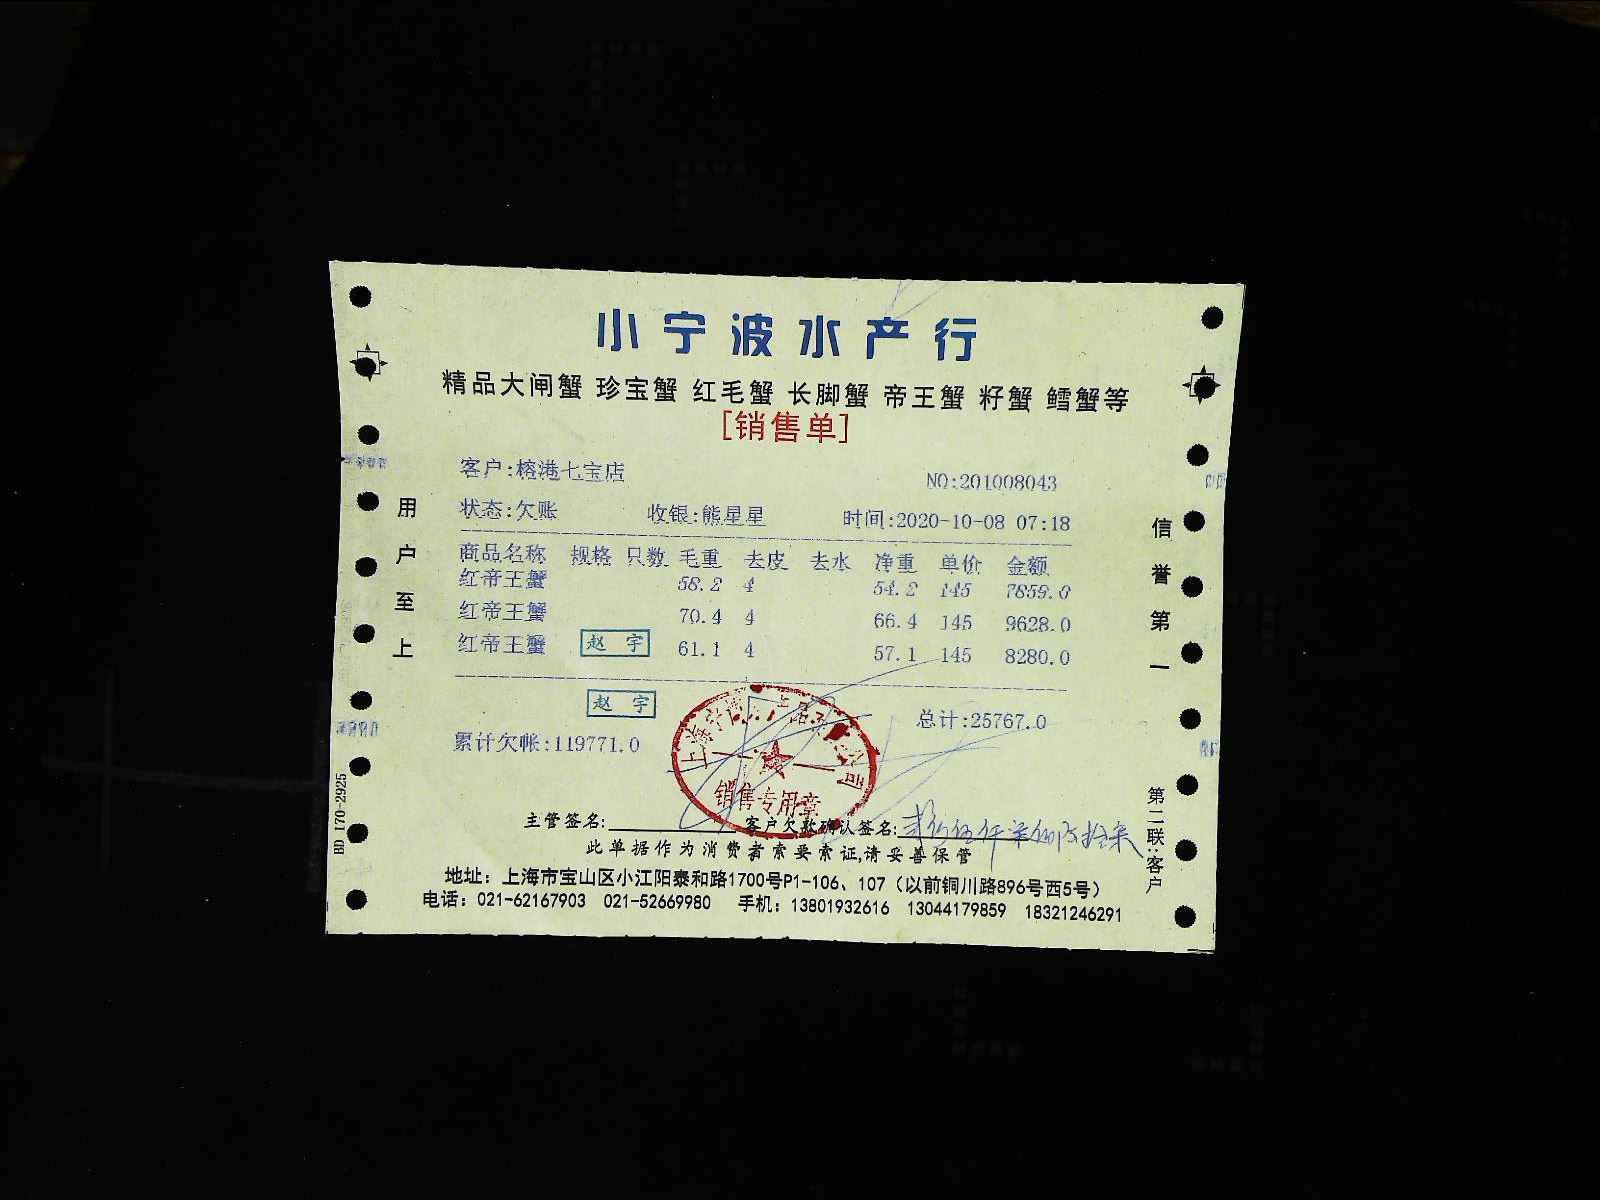 小宁波水产行
精品大闸蟹 珍宝蟹 红毛蟹 长脚蟹 帝王蟹 籽蟹 鳕蟹等
[销售单]
客户:榕港七宝店 NO:201008043
状态:欠账 收银:熊星星 时间:2020-10-08 07:18
商品名称 规格 只数 毛重 去皮 去水 净重 单价 金额
红帝王蟹 58.2 4 54.2 145 7859.0
红帝王蟹 70.4 4 66.4 145 9628.0
红帝王蟹 61.1 4 57.1 145 8280.0
赵宇
赵宇
总计:25767.0
累计欠帐:119771.0
销售专用章
主管签名: 客户欠款确认签名:
此单据作为消费者索要索证,请妥善保管
地址：上海市宝山区小江阳泰和路1700号P1-106、107（以前铜川路896号西5号）
电话：021-62167903 021-52669980 手机：13801932616 13044179859 18321246291
用户至上
信誉第一
第二联:客户
BD 170-2925